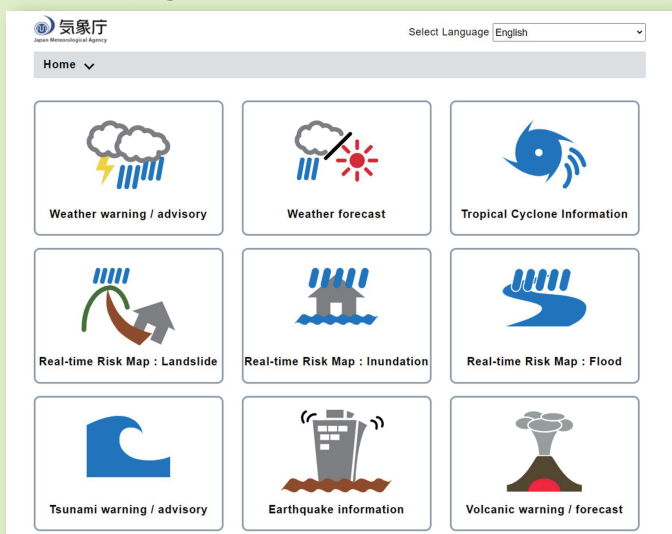 気象庁
Japan Meteorological Agency
Select Language English
Home
Weather warning / advisory
Weather forecast
Tropical Cyclone Information
Real-time Risk Map : Landslide
Real-time Risk Map : Inundation
Real-time Risk Map : Flood
Tsunami warning / advisory
Earthquake information
Volcanic warning / forecast